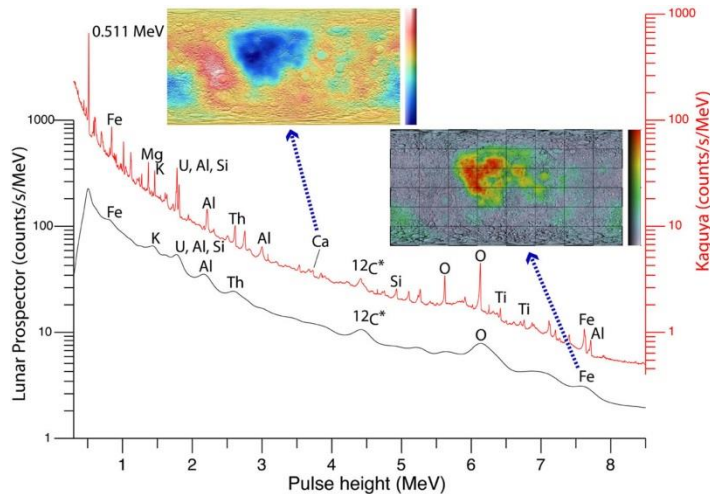 0.511 MeV
Fe
Mg
K
U, Al, Si
Al
Th
Al
Ca
12C*
Si
O
O
Ti
Ti
Fe
Al
Fe
K
U, Al, Si
Al
Th
12C*
O
Fe
Lunar Prospector (counts/s/MeV)
1000
100
10
1
Kaguya (counts/s/MeV)
1000
100
10
1
1 2 3 4 5 6 7 8
Pulse height (MeV)